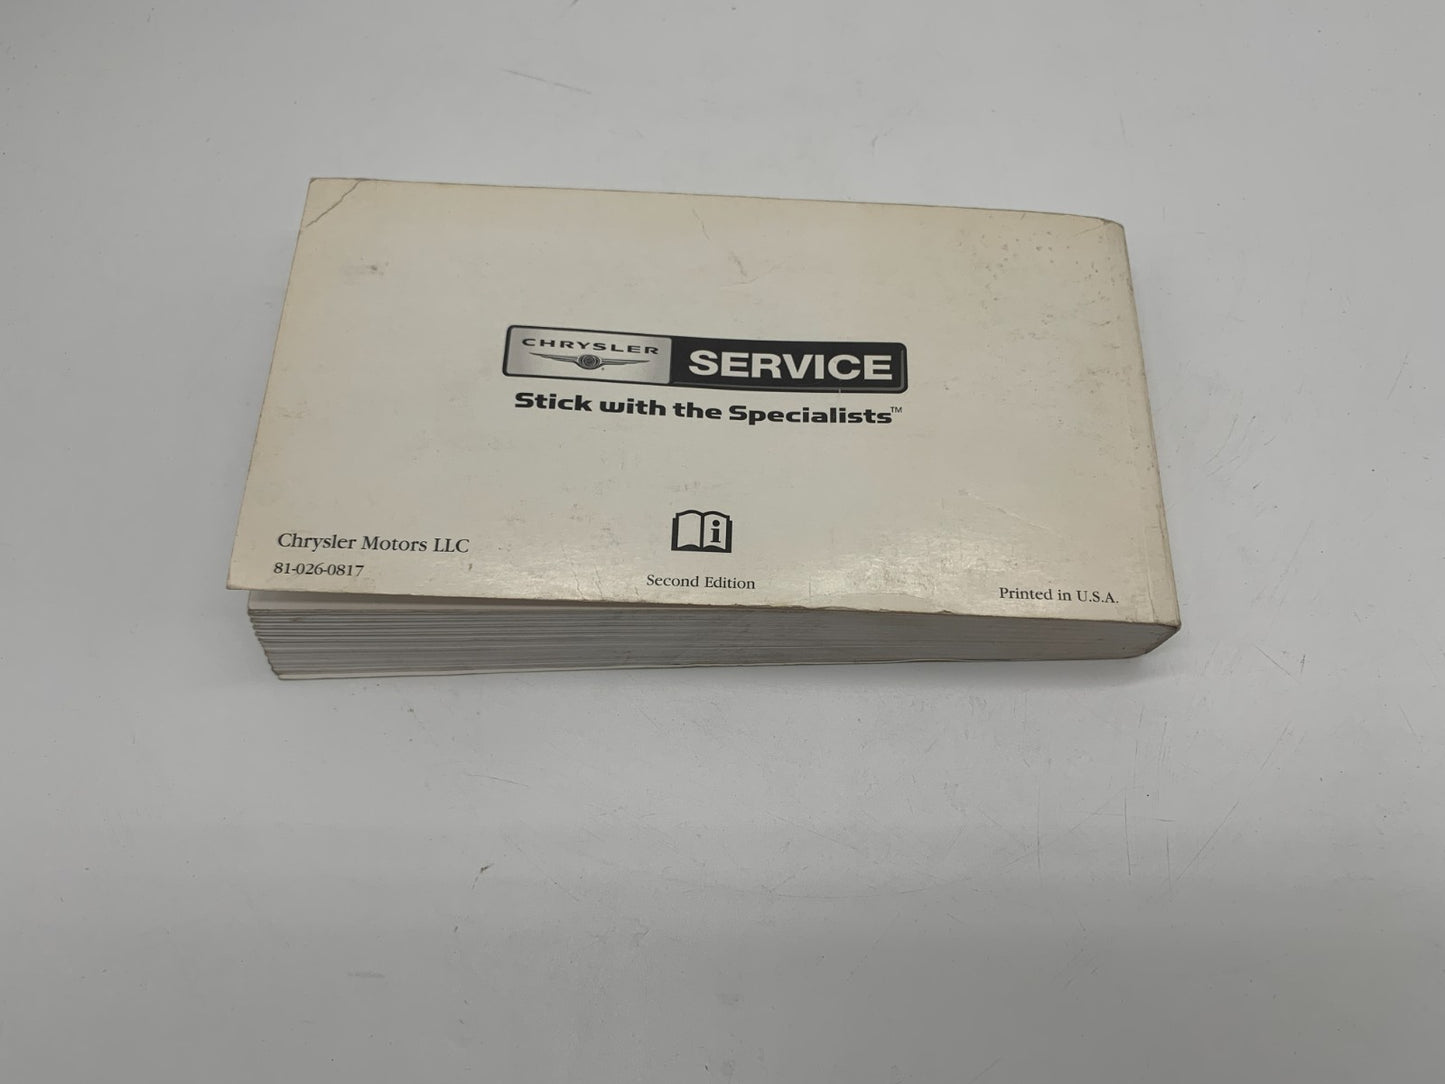 CHRYSLER SERVICE
Stick with the Specialists™
i
Chrysler Motors LLC
81-026-0817
Second Edition
Printed in U.S.A.